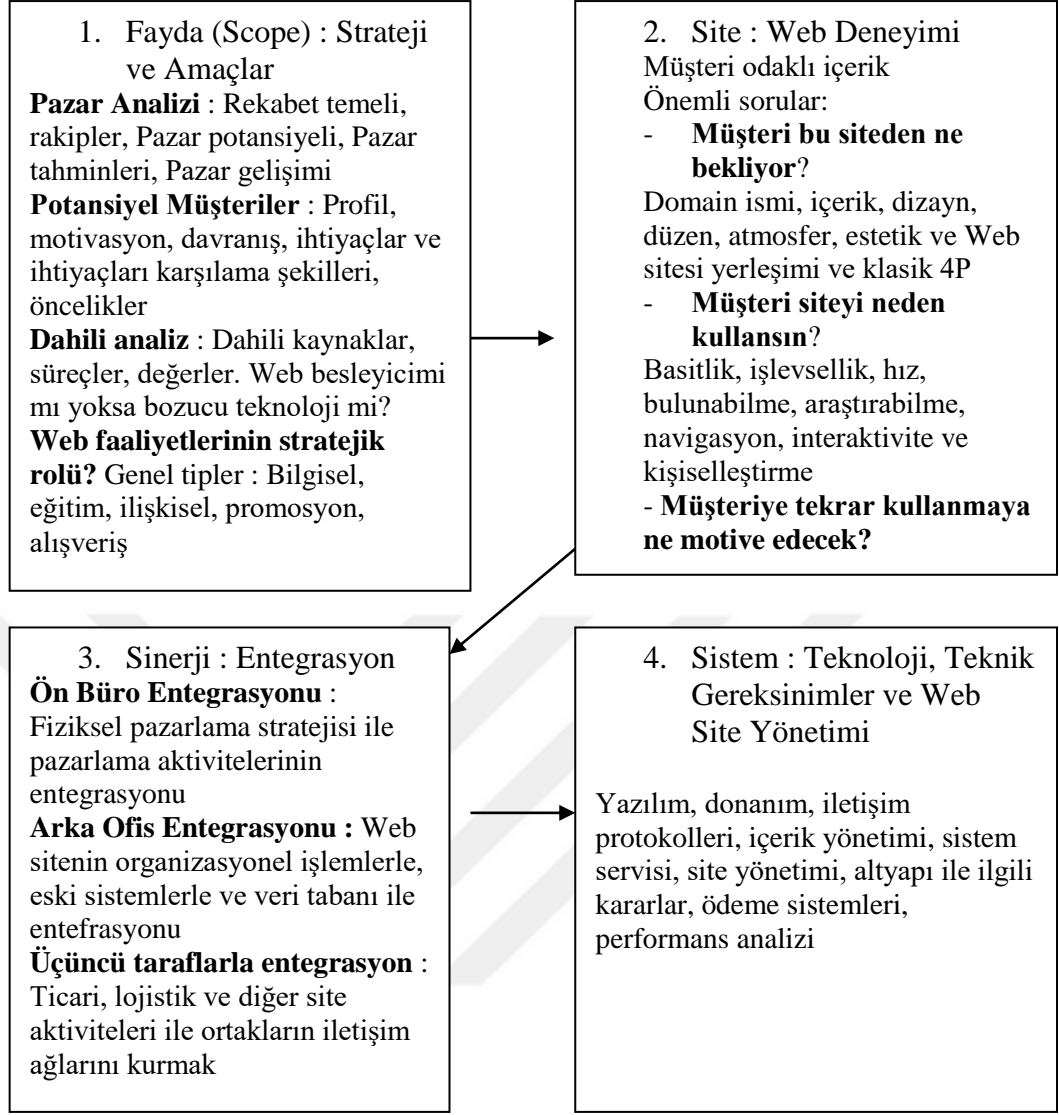 1. Fayda (Scope) : Strateji
ve Amaçlar
Pazar Analizi : Rekabet temeli,
rakipler, Pazar potansiyeli, Pazar
tahminleri, Pazar gelişimi
Potansiyel Müşteriler : Profil,
motivasyon, davranış, ihtiyaçlar ve
ihtiyaçları karşılama şekilleri,
öncelikler
Dahili analiz : Dahili kaynaklar,
süreçler, değerler. Web besleyicimi
mı yoksa bozucu teknoloji mi?
Web faaliyetlerinin stratejik
rolü? Genel tipler : Bilgisel,
eğitim, ilişkisel, promosyon,
alışveriş
2. Site : Web Deneyimi
Müşteri odaklı içerik
Önemli sorular:
- Müşteri bu siteden ne
bekliyor?
Domain ismi, içerik, dizayn,
düzen, atmosfer, estetik ve Web
sitesi yerleşimi ve klasik 4P
- Müşteri siteyi neden
kullansın?
Basitlik, işlevsellik, hız,
bulunabilme, araştırabilme,
navigasyon, interaktivite ve
kişiselleştirme
- Müşteriye tekrar kullanmaya
ne motive edecek?
3. Sinerji : Entegrasyon
Ön Büro Entegrasyonu :
Fiziksel pazarlama stratejisi ile
pazarlama aktivitelerinin
entegrasyonu
Arka Ofis Entegrasyonu : Web
sitenin organizasyonel işlemlerle,
eski sistemlerle ve veri tabanı ile
entefrasyonu
Üçüncü taraflarla entegrasyon :
Ticari, lojistik ve diğer site
aktiviteleri ile ortakların iletişim
ağlarını kurmak
4. Sistem : Teknoloji, Teknik
Gereksinimler ve Web
Site Yönetimi
Yazılım, donanım, iletişim
protokolleri, içerik yönetimi, sistem
servisi, site yönetimi, altyapı ile ilgili
kararlar, ödeme sistemleri,
performans analizi